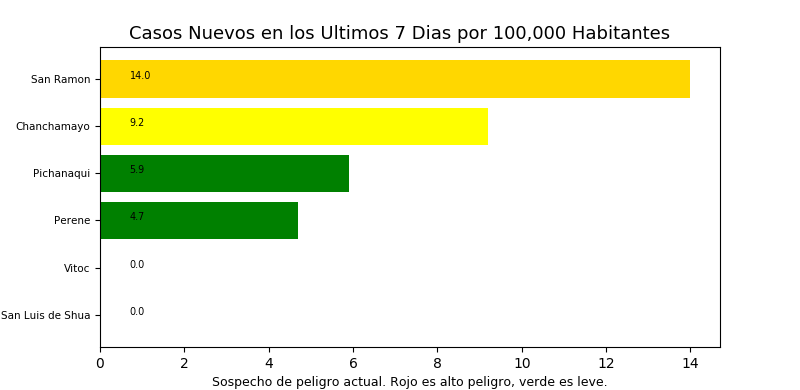 Casos Nuevos en los Ultimos 7 Dias por 100,000 Habitantes
San Ramon 14.0
Chanchamayo 9.2
Pichanaqui 5.9
Perene 4.7
Vitoc 0.0
San Luis de Shua 0.0
0 2 4 6 8 10 12 14
Sospecho de peligro actual. Rojo es alto peligro, verde es leve.